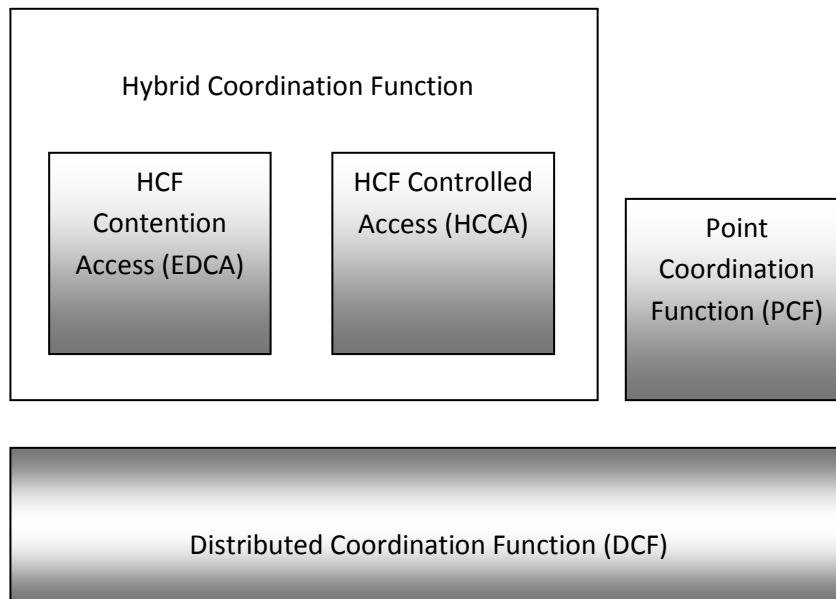 Hybrid Coordination Function
HCF
Contention
Access (EDCA)
HCF Controlled
Access (HCCA)
Point
Coordination
Function (PCF)
Distributed Coordination Function (DCF)